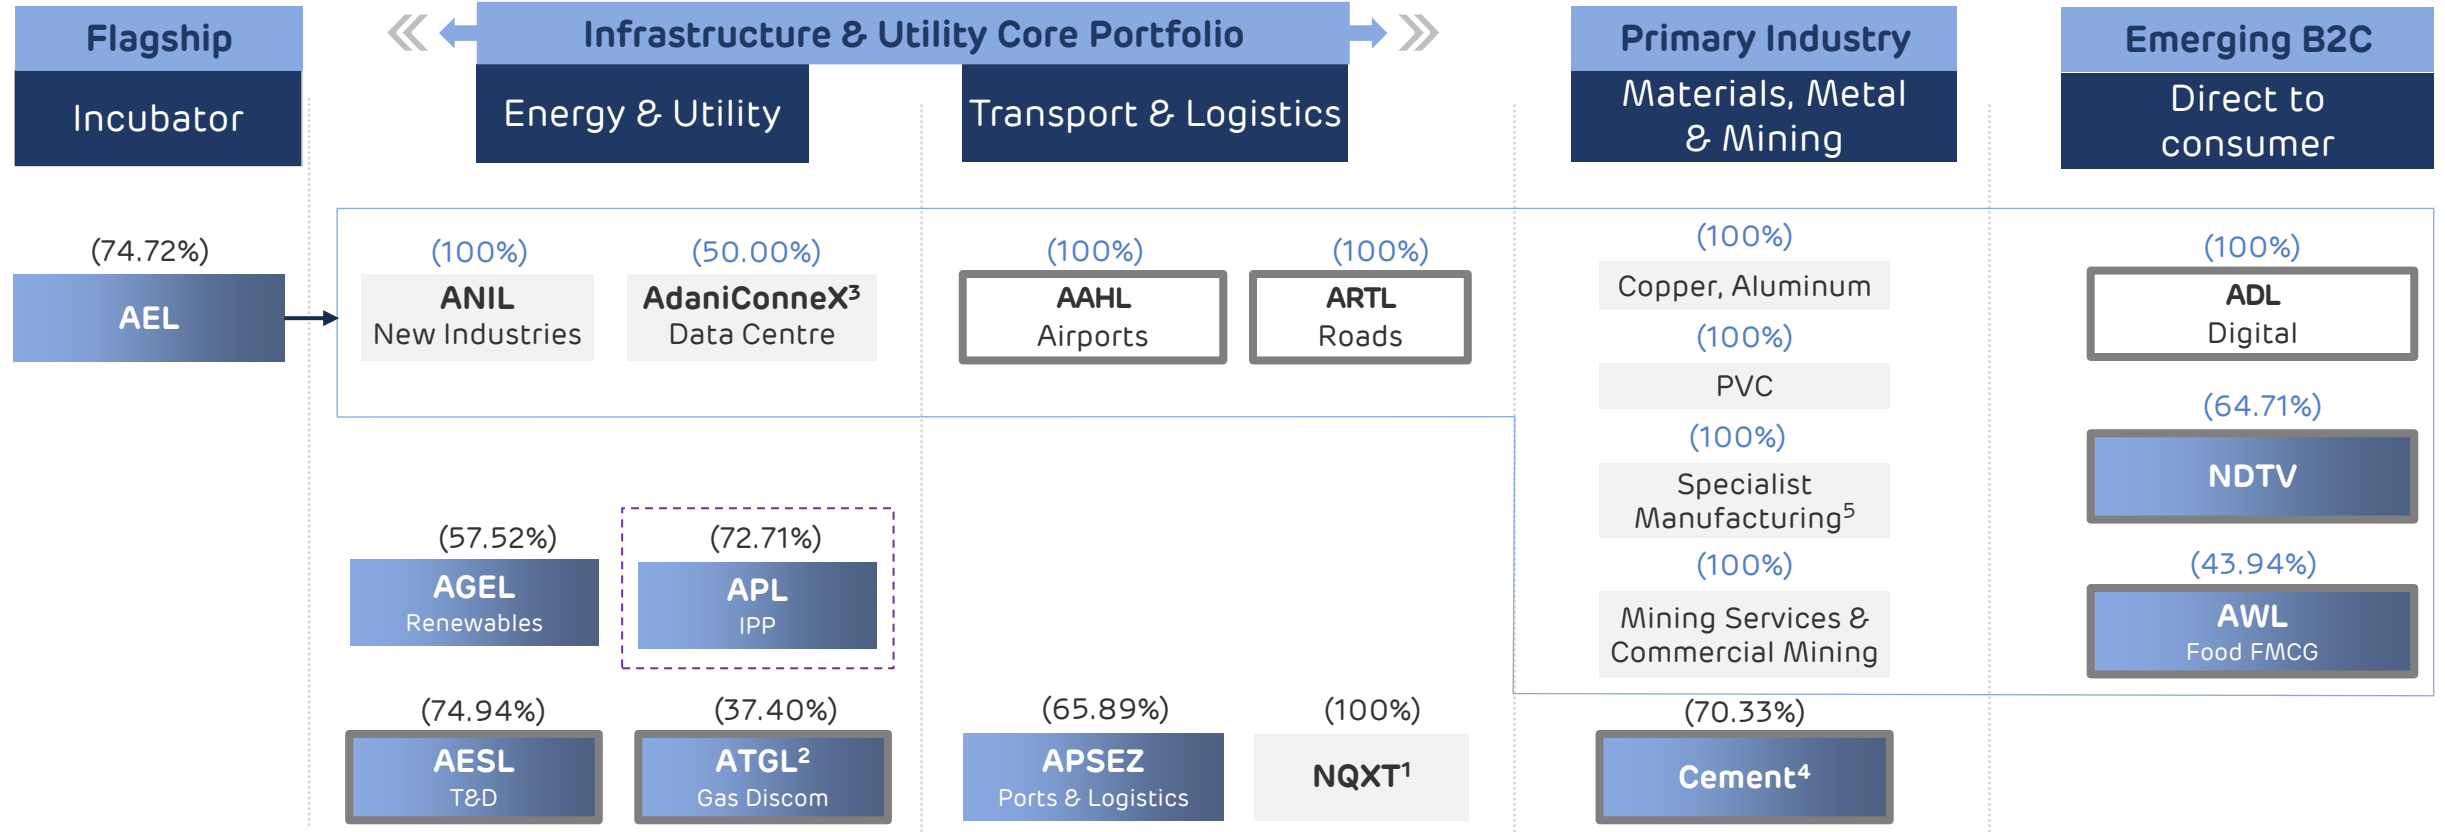 Flagship
Incubator
Infrastructure & Utility Core Portfolio
Energy & Utility
Transport & Logistics
Primary Industry
Materials, Metal
& Mining
Emerging B2C
Direct to
consumer
(74.72%)
AEL
(100%)
ANIL
New Industries
(50.00%)
AdaniConneX³
Data Centre
(100%)
AAHL
Airports
(100%)
ARTL
Roads
(100%)
Copper, Aluminum
(100%)
PVC
(100%)
Specialist
Manufacturing⁵
(100%)
Mining Services &
Commercial Mining
(100%)
ADL
Digital
(64.71%)
NDTV
(43.94%)
AWL
Food FMCG
(57.52%)
AGEL
Renewables
(72.71%)
APL
IPP
(74.94%)
AESL
T&D
(37.40%)
ATGL²
Gas Discom
(65.89%)
APSEZ
Ports & Logistics
(100%)
NQXT¹
(70.33%)
Cement⁴